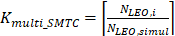 K_multi_SMTC = ⌈N_LEO,i / N_LEO,simul⌉